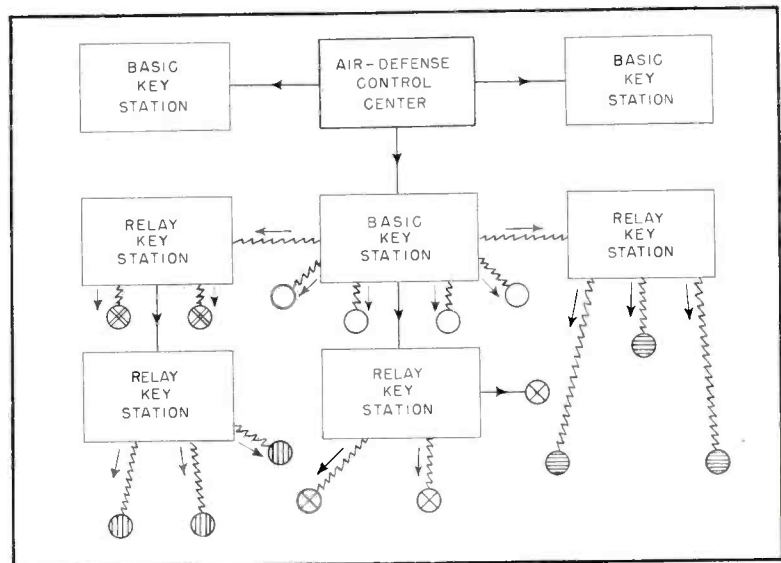 BASIC
KEY
STATION
AIR-DEFENSE
CONTROL
CENTER
BASIC
KEY
STATION
RELAY
KEY
STATION
BASIC
KEY
STATION
RELAY
KEY
STATION
RELAY
KEY
STATION
RELAY
KEY
STATION